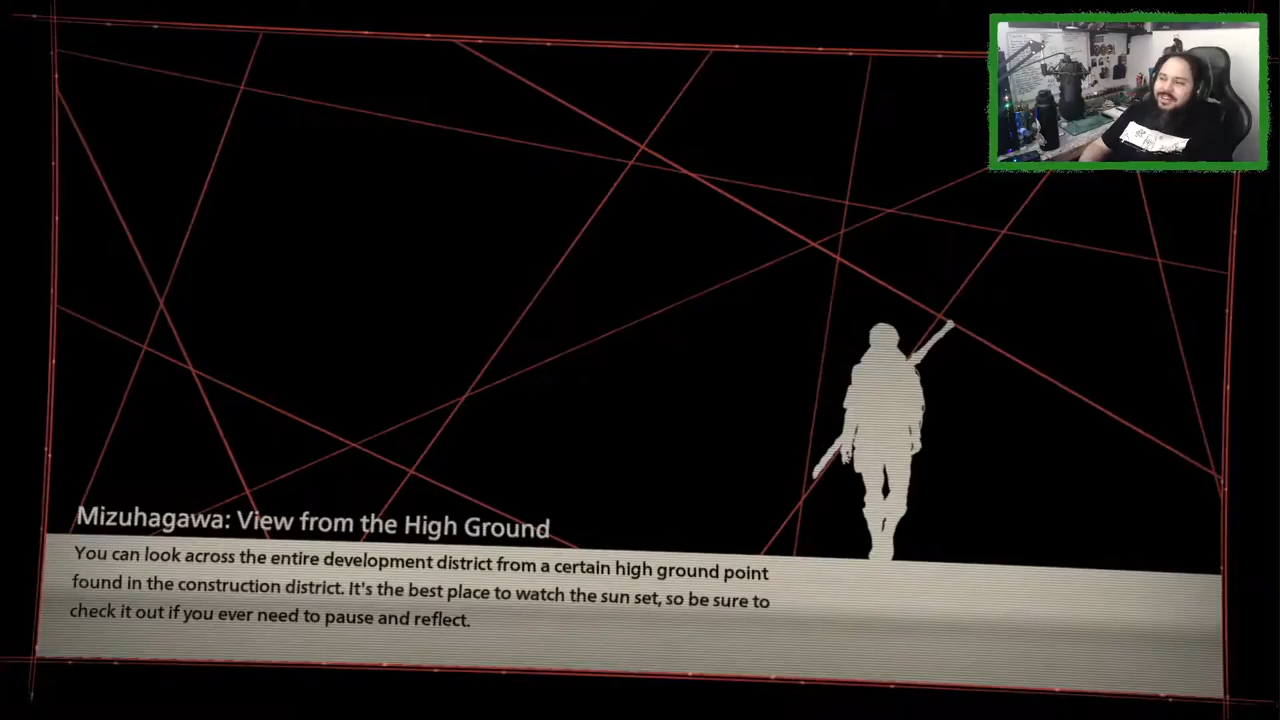 Mizuhagawa: View from the High Ground
You can look across the entire development district from a certain high ground point
found in the construction district. It's the best place to watch the sun set, so be sure to
check it out if you ever need to pause and reflect.